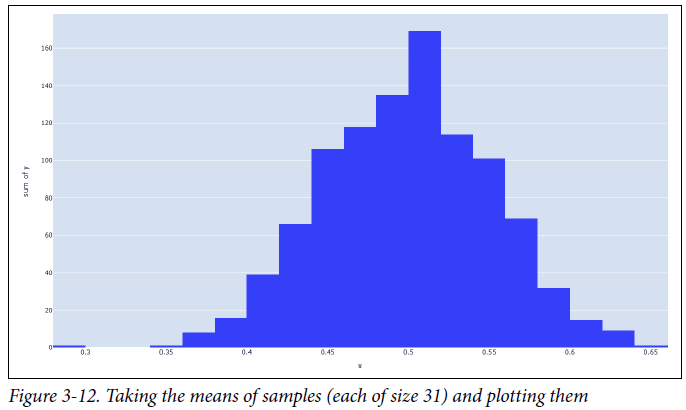 160
140
120
100
80
60
40
20
0
sum of y
0.3 0.35 0.4 0.45 0.5 0.55 0.6 0.65
x
Figure 3-12. Taking the means of samples (each of size 31) and plotting them